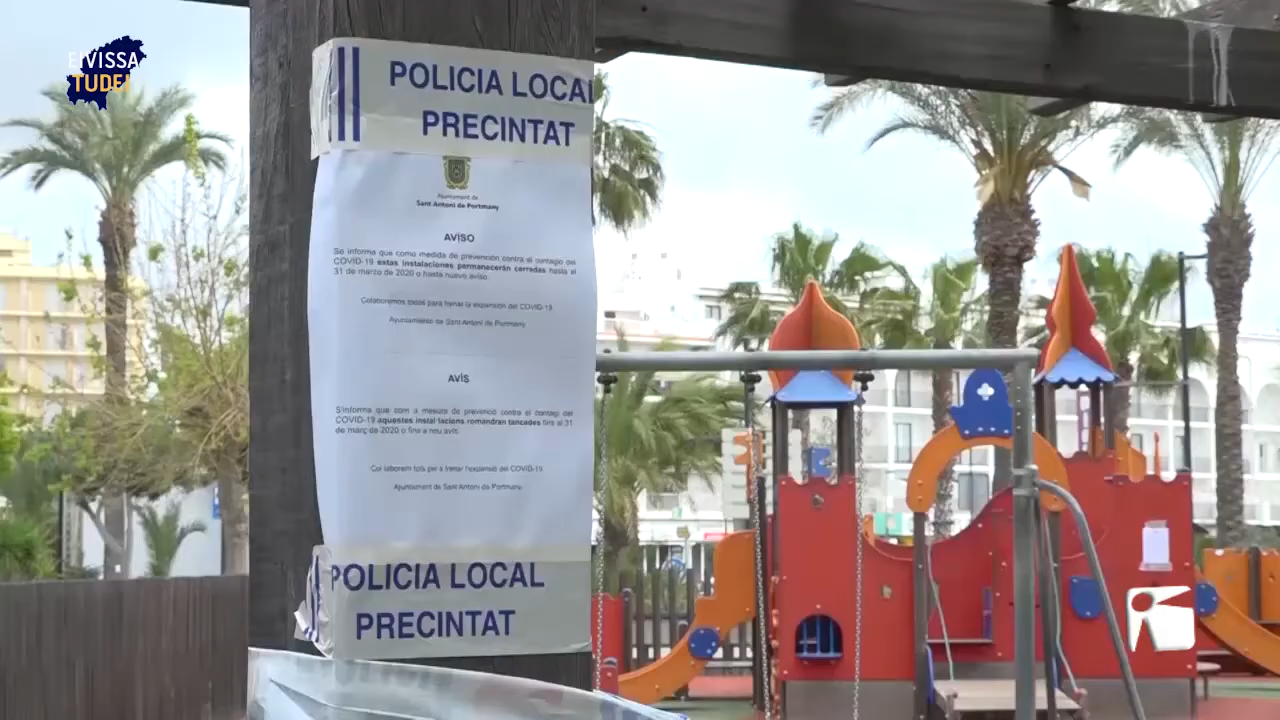 EIVISSA
TUDEI
POLICIA LOCAL
PRECINTAT
Ajuntament de
Sant Antoni de Portmany
AVISO
Se informa que como medida de prevención contra el contagio del
COVID-19 estas instalaciones permanecerán cerradas hasta el
31 de marzo de 2020 o hasta nuevo aviso.
Colaboremos todos para frenar la expansión del COVID-19
Ayuntamiento de Sant Antoni de Portmany
AVÍS
S'informa que com a mesura de prevenció contra el contagi del
COVID-19 aquestes instal·lacions romandran tancades fins al 31
de març de 2020 o fins a nou avís.
Col·laborem tots per a frenar l'expansió del COVID-19
Ajuntament de Sant Antoni de Portmany
POLICIA LOCAL
PRECINTAT